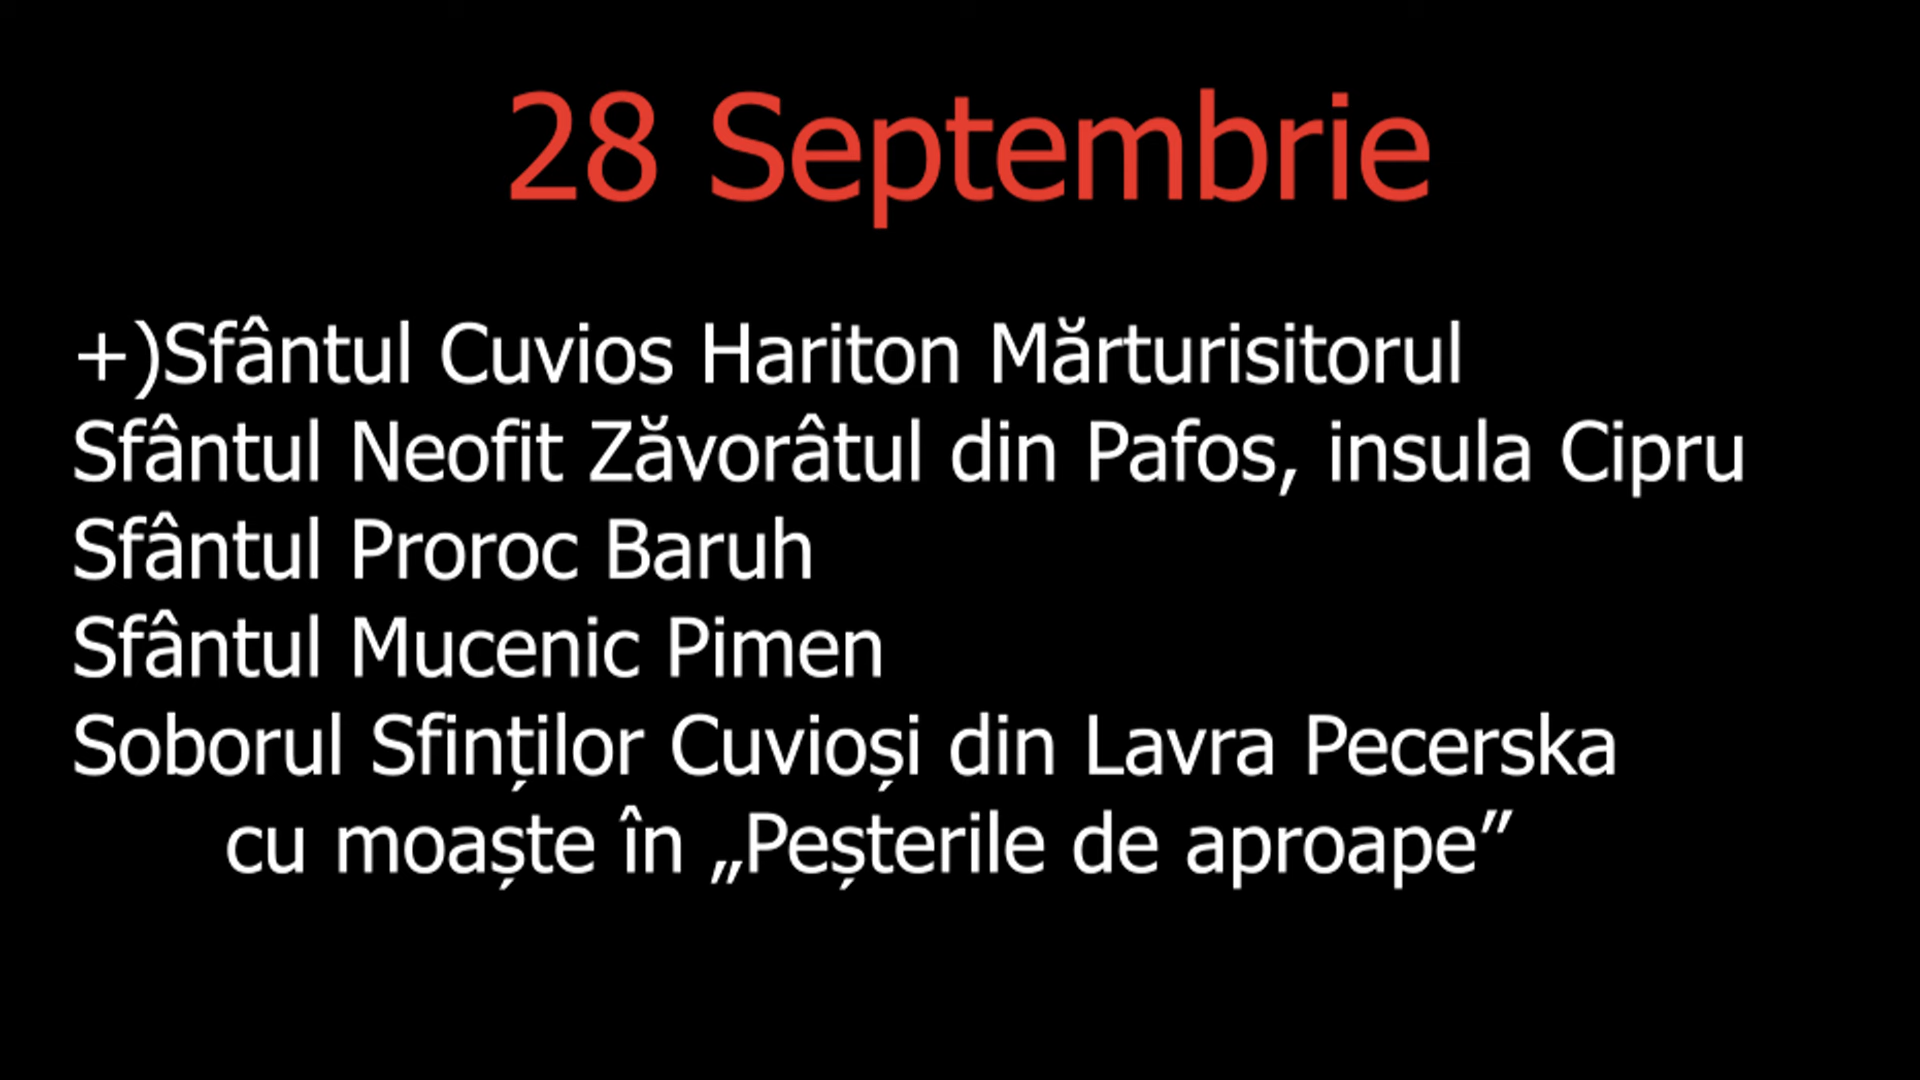 28 Septembrie
+)Sfântul Cuvios Hariton Mărturisitorul
Sfântul Neofit Zăvorâtul din Pafos, insula Cipru
Sfântul Proroc Baruh
Sfântul Mucenic Pimen
Soborul Sfinților Cuvioși din Lavra Pecerska
cu moaște în „Peșterile de aproape”